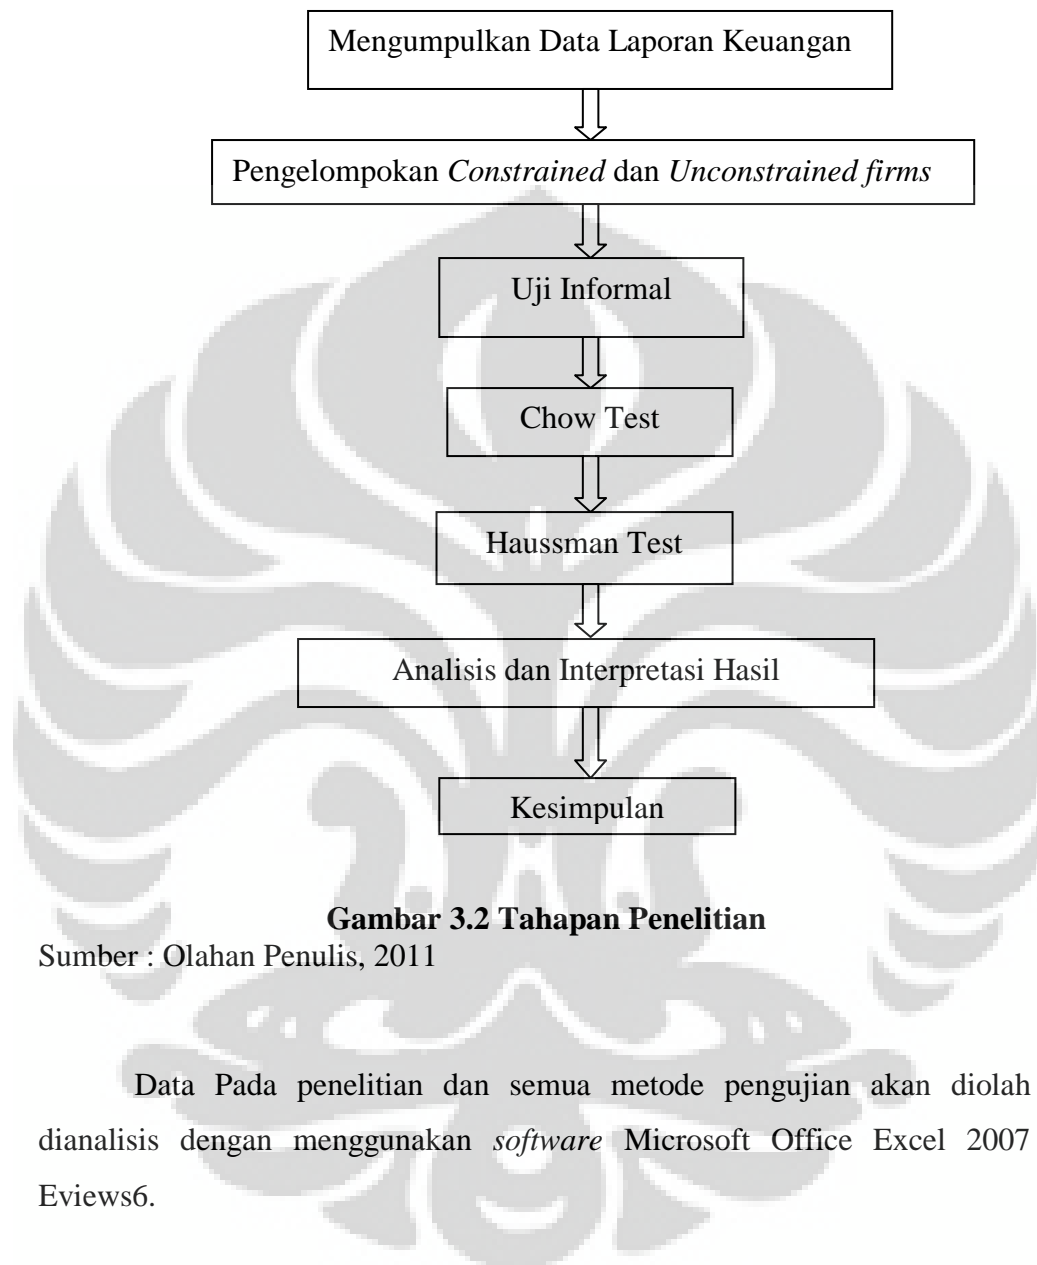 Mengumpulkan Data Laporan Keuangan
Pengelompokan Constrained dan Unconstrained firms
Uji Informal
Chow Test
Haussman Test
Analisis dan Interpretasi Hasil
Kesimpulan
Gambar 3.2 Tahapan Penelitian
Sumber : Olahan Penulis, 2011
Data Pada penelitian dan semua metode pengujian akan diolah
dianalisis dengan menggunakan software Microsoft Office Excel 2007
Eviews6.